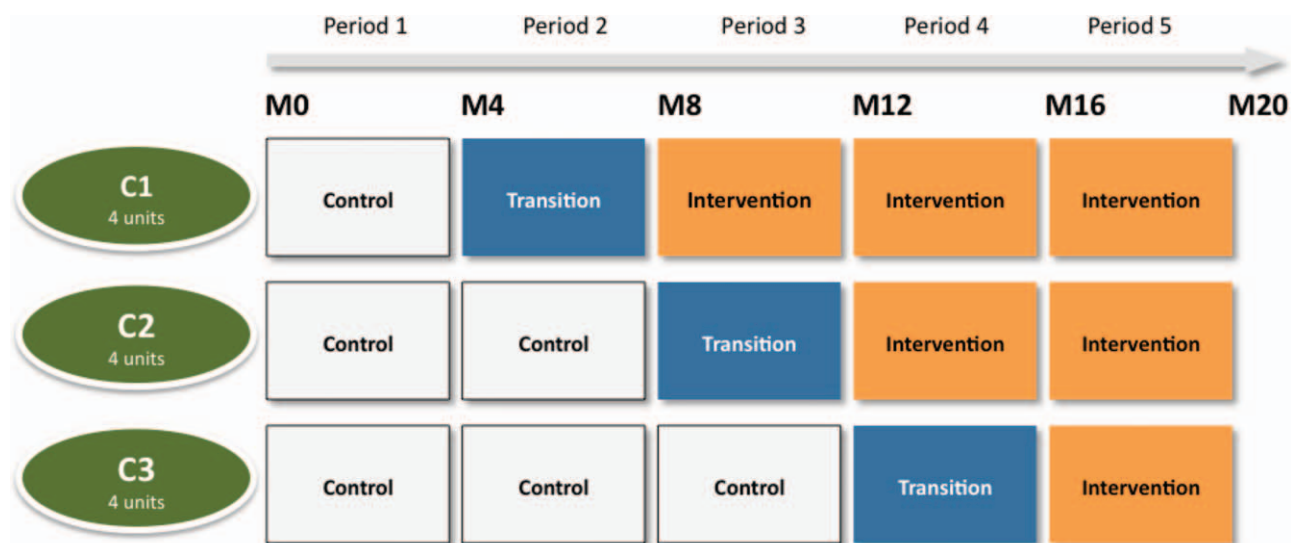 Period 1 Period 2 Period 3 Period 4 Period 5
M0 M4 M8 M12 M16 M20
C1
4 units
Control Transition Intervention Intervention Intervention
C2
4 units
Control Control Transition Intervention Intervention
C3
4 units
Control Control Control Transition Intervention